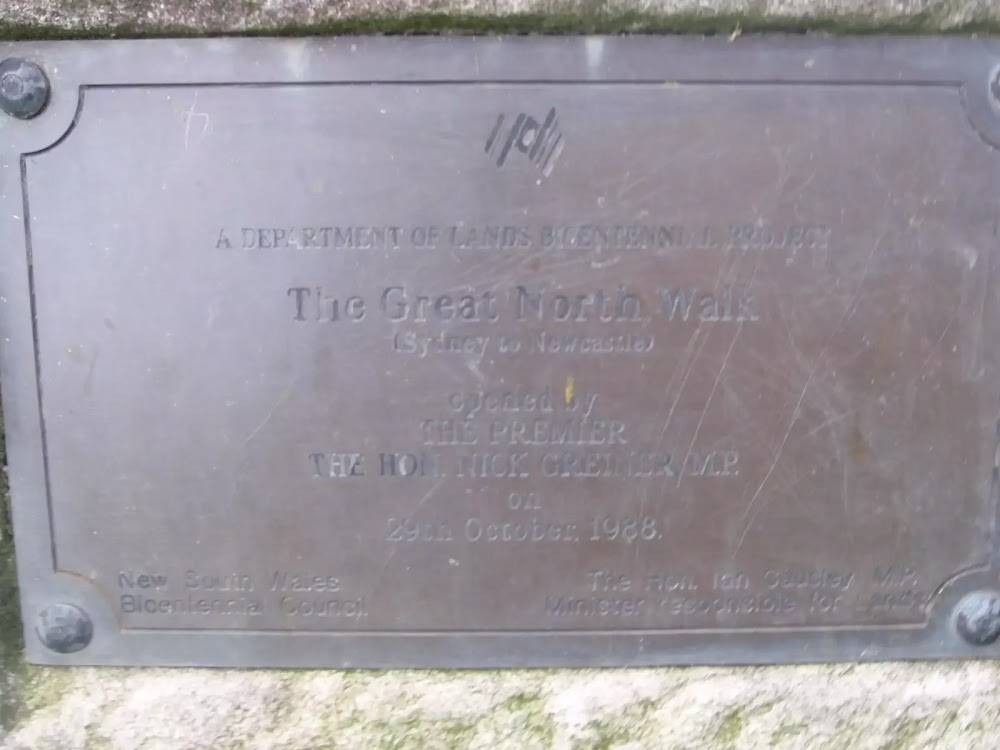 A DEPARTMENT OF LANDS BICENTENNIAL PROJECT
The Great North Walk
(Sydney to Newcastle)
opened by
THE PREMIER
THE HON. NICK GREINER, M.P.
on
29th October, 1988.
New South Wales
Bicentennial Council
The Hon. Ian Causley M.P.
Minister responsible for Lands